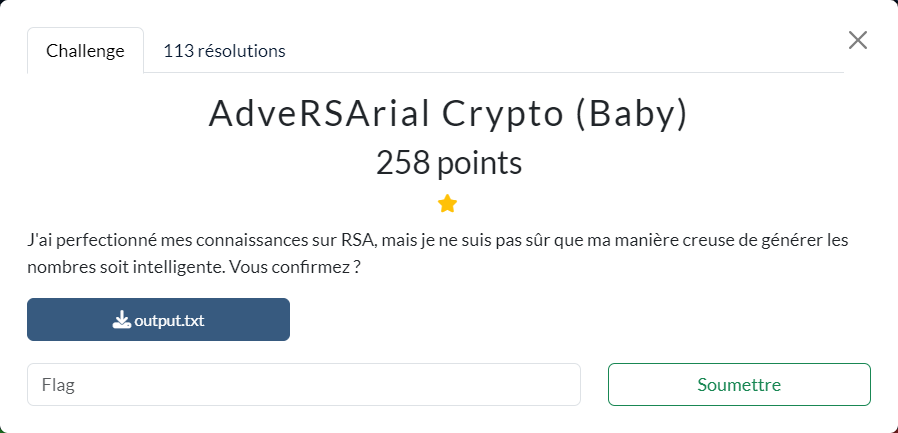 Challenge
113 résolutions
AdveRSArial Crypto (Baby)
258 points
J'ai perfectionné mes connaissances sur RSA, mais je ne suis pas sûr que ma manière creuse de générer les
nombres soit intelligente. Vous confirmez ?
output.txt
Flag
Soumettre